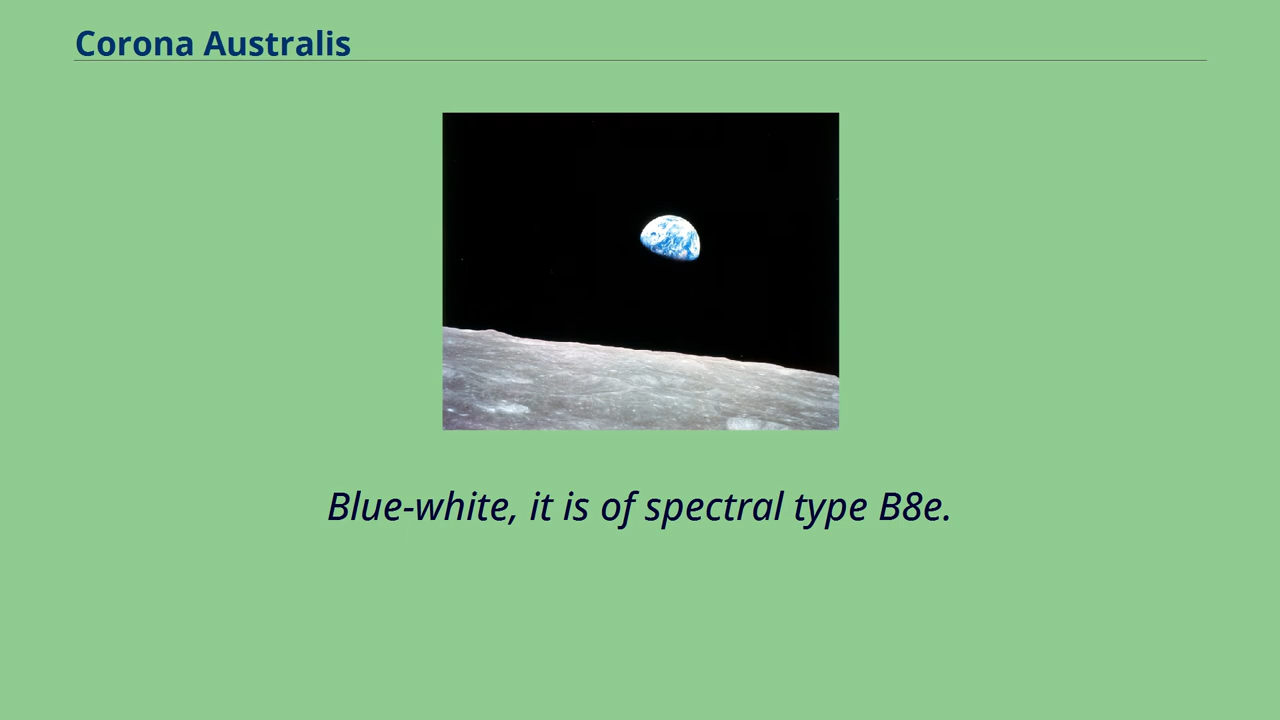 Corona Australis
Blue-white, it is of spectral type B8e.